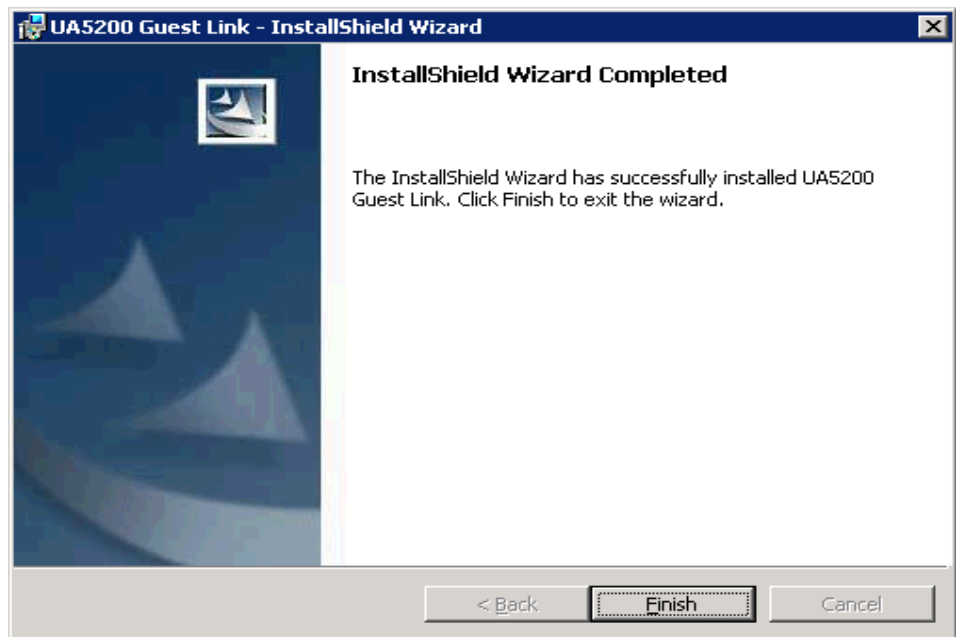 UA5200 Guest Link - InstallShield Wizard
InstallShield Wizard Completed
The InstallShield Wizard has successfully installed UA5200
Guest Link. Click Finish to exit the wizard.
< Back
Finish
Cancel